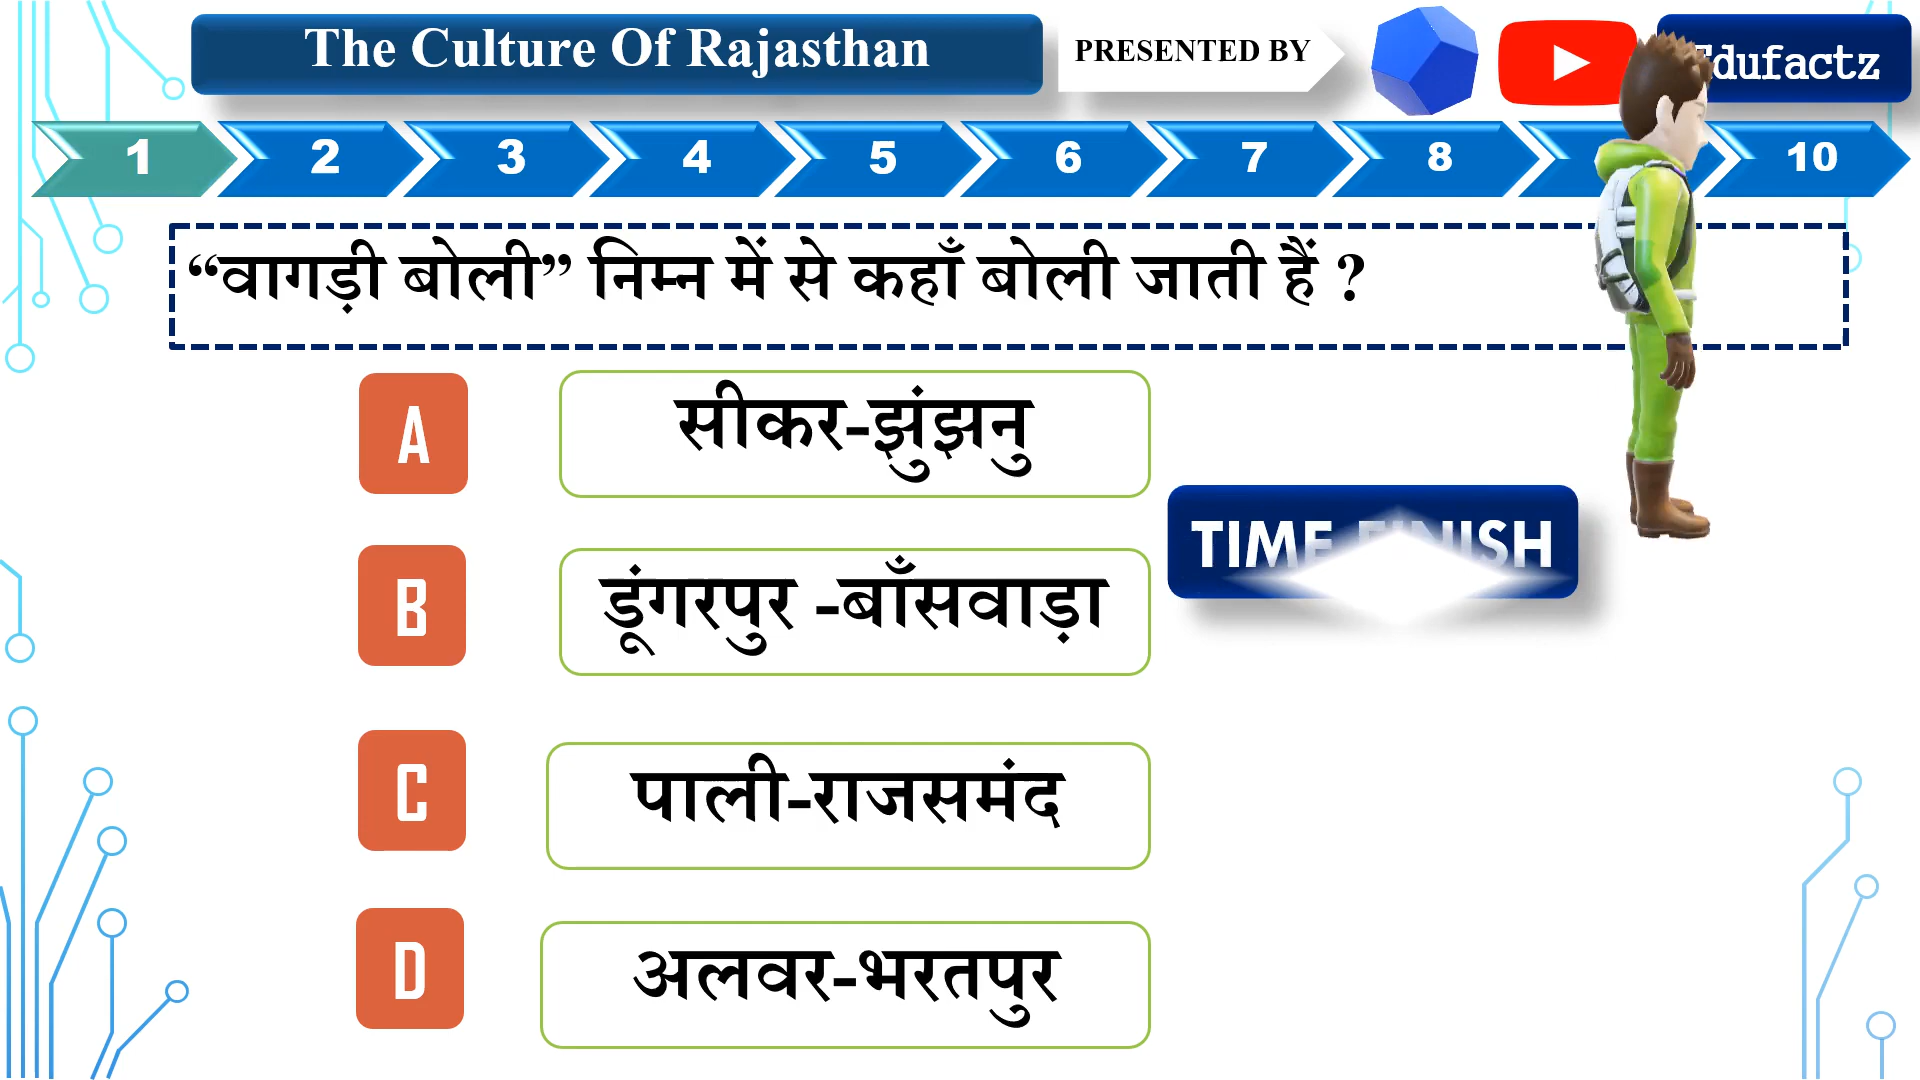 The Culture Of Rajasthan
PRESENTED BY
Edufactz
1 2 3 4 5 6 7 8 10
“वागड़ी बोली” निम्न में से कहाँ बोली जाती हैं ?
A सीकर-झुंझनु
TIME FINISH
B डूंगरपुर -बाँसवाड़ा
C पाली-राजसमंद
D अलवर-भरतपुर